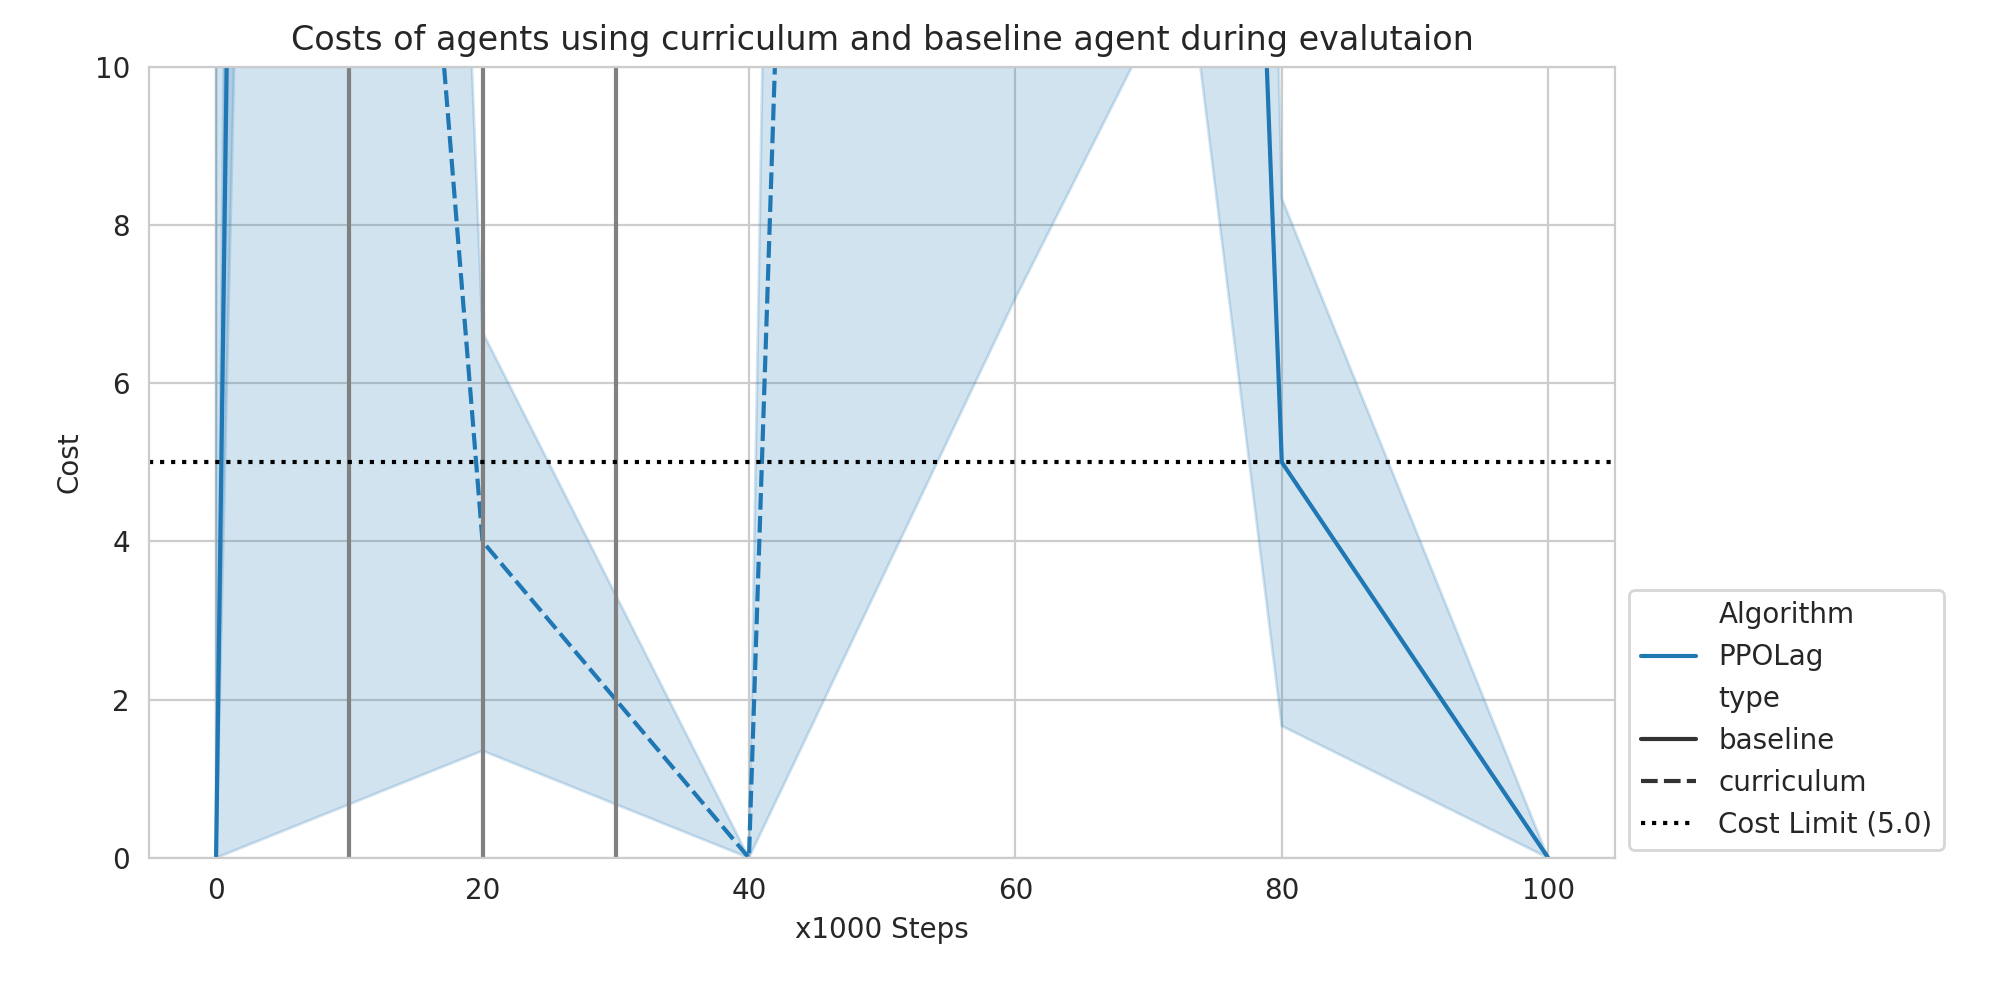 Costs of agents using curriculum and baseline agent during evalutaion
10
8
6
4
2
0
Cost
0 20 40 60 80 100
x1000 Steps
Algorithm
PPOLag
type
baseline
curriculum
Cost Limit (5.0)